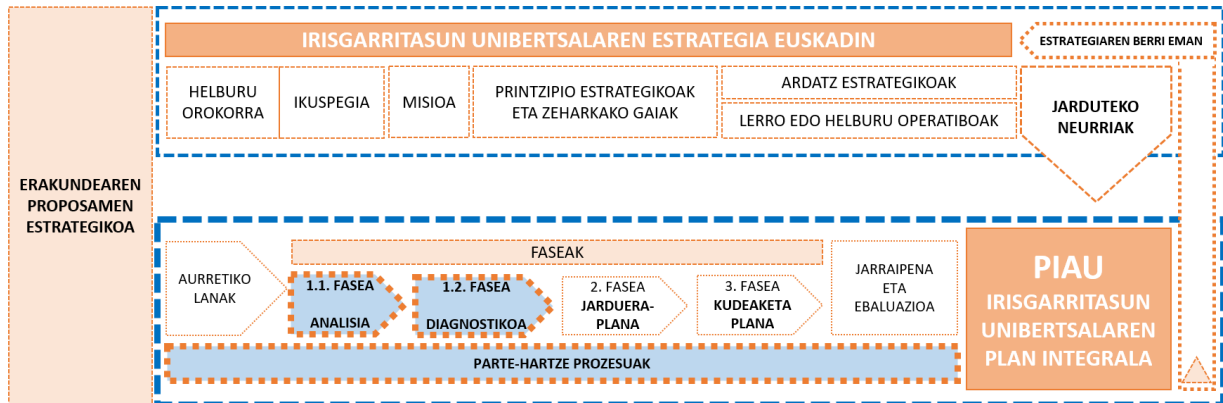 IRISGARRITASUN UNIBERTSALAREN ESTRATEGIA EUSKADIN
ESTRATEGIAREN BERRI EMAN
HELBURU
OROKORRA
IKUSPEGIA
MISIOA
PRINTZIPIO ESTRATEGIKOAK
ETA ZEHARKAKO GAIAK
ARDATZ ESTRATEGIKOAK
LERRO EDO HELBURU OPERATIBOAK
JARDUTEKO
NEURRIAK
ERAKUNDEAREN
PROPOSAMEN
ESTRATEGIKOA
AURRETIKO
LANAK
FASEAK
1.1. FASEA
ANALISIA
1.2. FASEA
DIAGNOSTIKOA
2. FASEA
JARDUERA-
PLANA
3. FASEA
KUDEAKETA
PLANA
JARRAIPENA
ETA
EBALUAZIOA
PARTE-HARTZE PROZESUAK
PIAU
IRISGARRITASUN
UNIBERTSALAREN
PLAN INTEGRALA